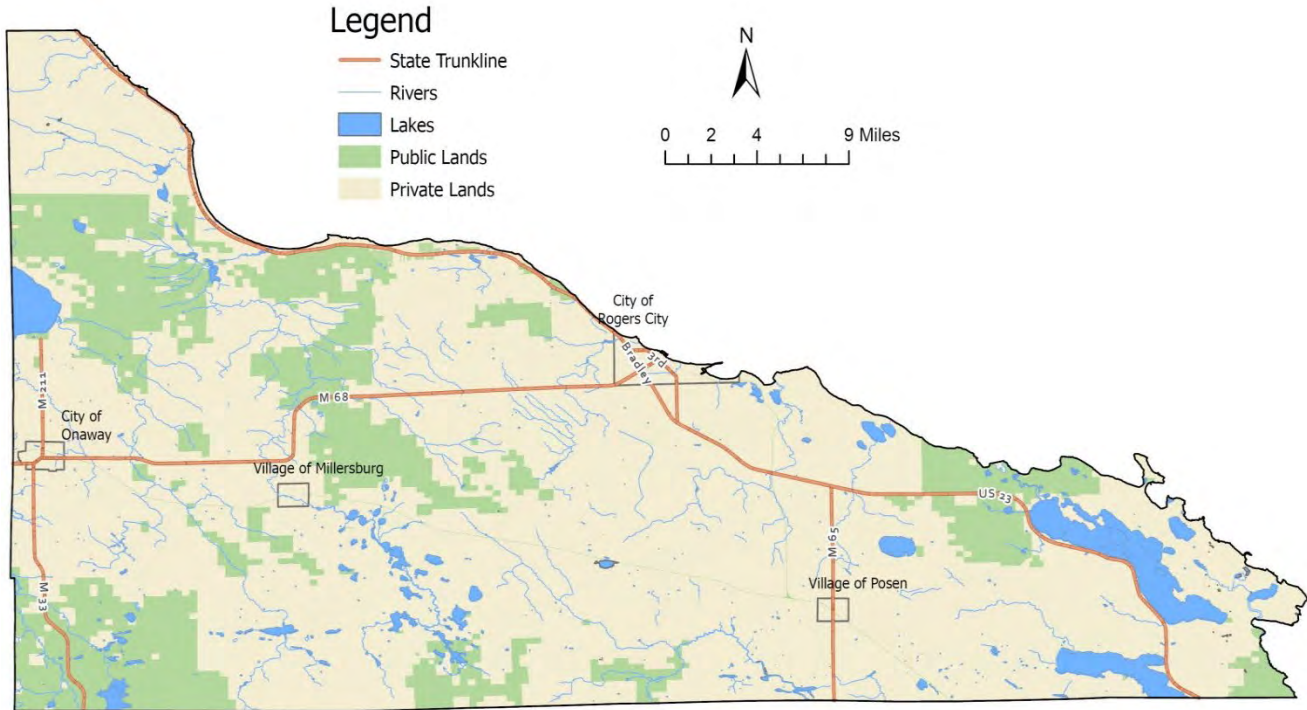 Legend
State Trunkline
Rivers
Lakes
Public Lands
Private Lands
N
0 2 4 9 Miles
City of
Rogers City
Bradley
3rd
M 211
M 68
City of
Onaway
Village of Millersburg
US 23
M 65
M 33
Village of Posen